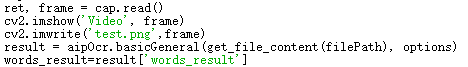 ret, frame = cap.read()
cv2.imshow('Video', frame)
cv2.imwrite('test.png',frame)
result = aipOcr.basicGeneral(get_file_content(filePath), options)
words_result=result['words_result']